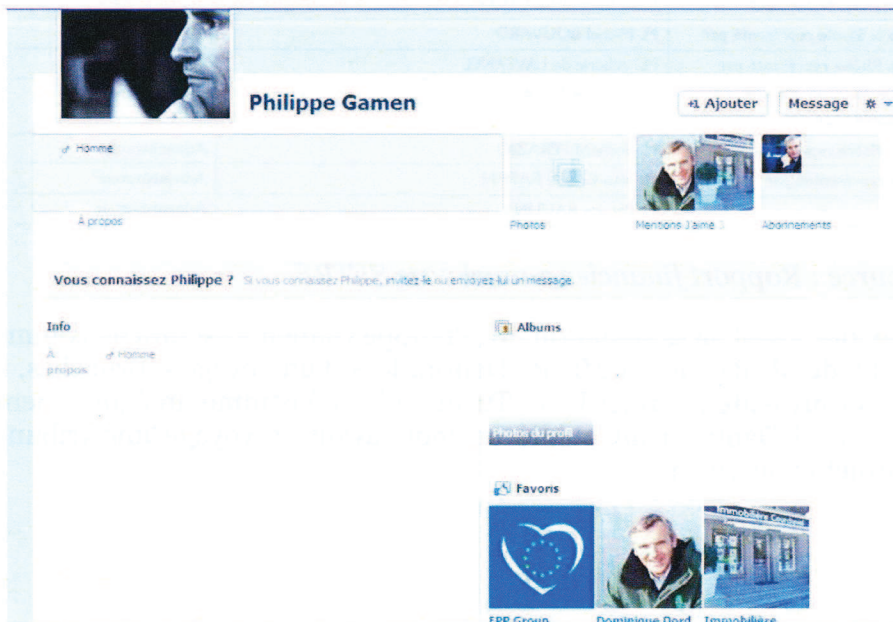 Philippe Gamen
+1 Ajouter
Message
Homme
À propos
Photos
Mentions J'aime 3
Abonnements
Vous connaissez Philippe ? Si vous connaissez Philippe, invitez-le ou envoyez-lui un message.
Info
À propos
Homme
Albums
Photos du profil
Favoris
Immobilière
EPP Group
Dominique Dord
Immobilière